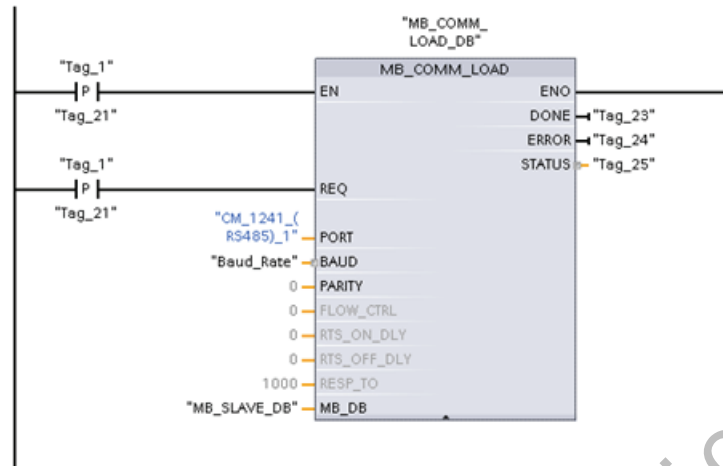 "MB_COMM_
LOAD_DB"
"Tag_1"
P
"Tag_21"
MB_COMM_LOAD
EN
ENO
DONE
"Tag_23"
ERROR
"Tag_24"
STATUS
"Tag_25"
"Tag_1"
P
"Tag_21"
REQ
"CM_1241_(
RS485)_1"
PORT
"Baud_Rate"
BAUD
0
PARITY
0
FLOW_CTRL
0
RTS_ON_DLY
0
RTS_OFF_DLY
1000
RESP_TO
"MB_SLAVE_DB"
MB_DB